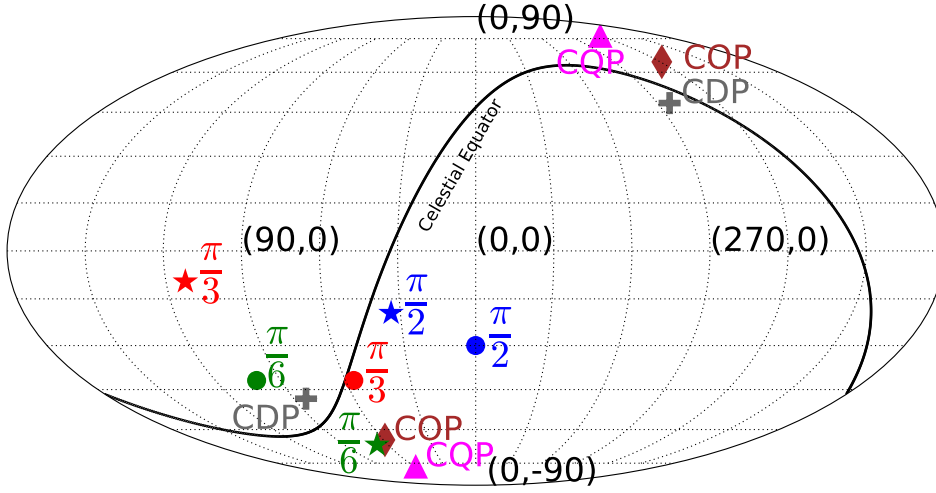 (0,90)
CQP
COP
CDP
Celestial Equator
(90,0)
(0,0)
(270,0)
π/3
π/2
π/2
π/6
π/3
CDP
π/6
COP
CQP
(0,-90)